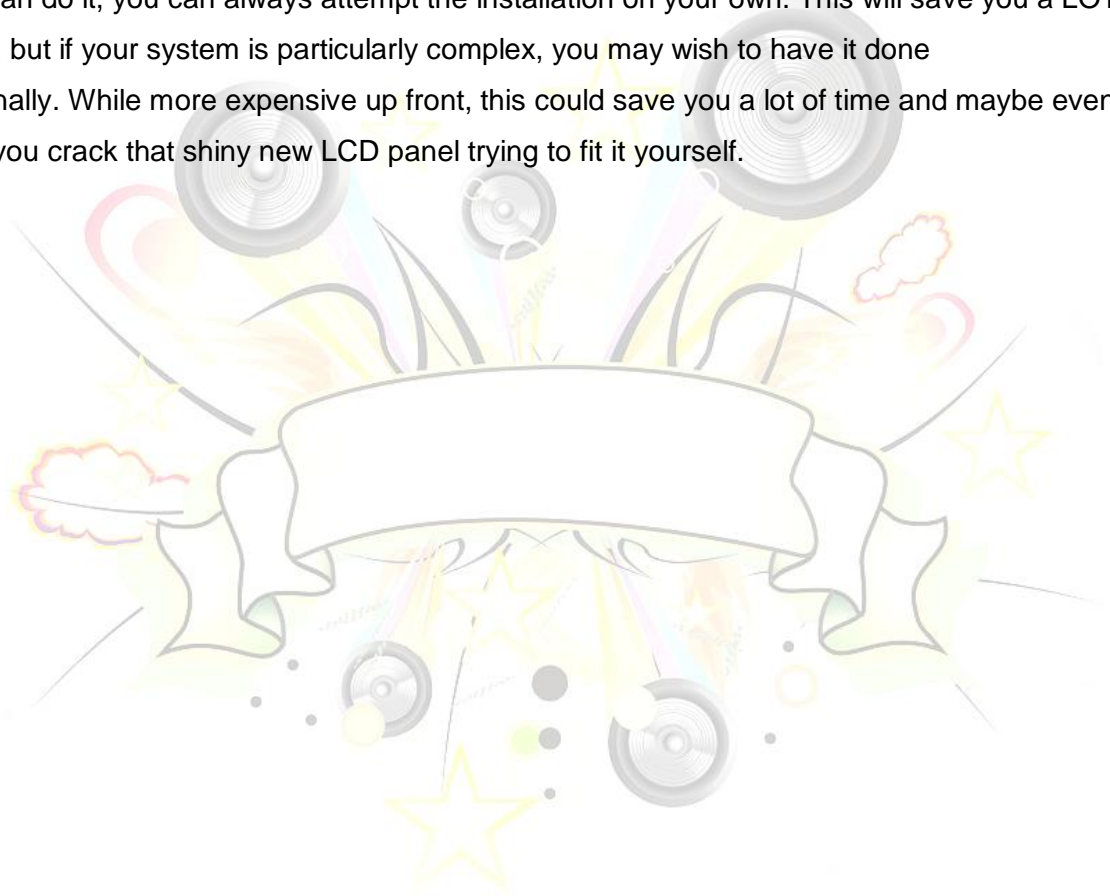 an do it, you can always attempt the installation on your own. This will save you a LOT
but if your system is particularly complex, you may wish to have it done
nally. While more expensive up front, this could save you a lot of time and maybe even
you crack that shiny new LCD panel trying to fit it yourself.